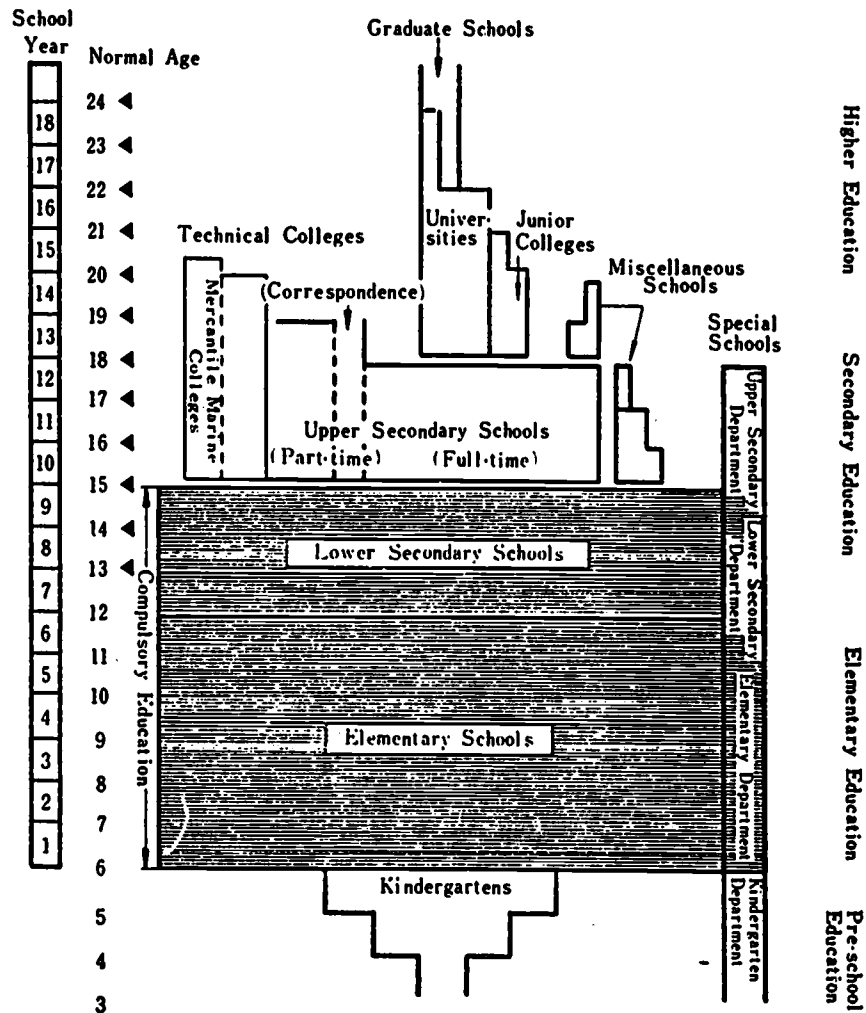 School
Year
Normal Age
Graduate Schools
24
18
23
17
22
16
21
15
20
14
19
13
18
12
17
11
16
10
15
9
14
8
13
7
12
6
11
5
10
4
9
3
8
2
7
1
6
5
4
3
Technical Colleges
Mercantile Marine
Colleges
(Correspondence)
Univer-
sities
Junior
Colleges
Miscellaneous
Schools
Special
Schools
Upper Secondary Schools
(Part-time) (Full-time)
Compulsory Education
Lower Secondary Schools
Elementary Schools
Kindergartens
Upper Secondary
Department
Lower Secondary
Department
Elementary Department
Kindergarten
Department
Higher Education
Secondary Education
Elementary Education
Pre-school
Education